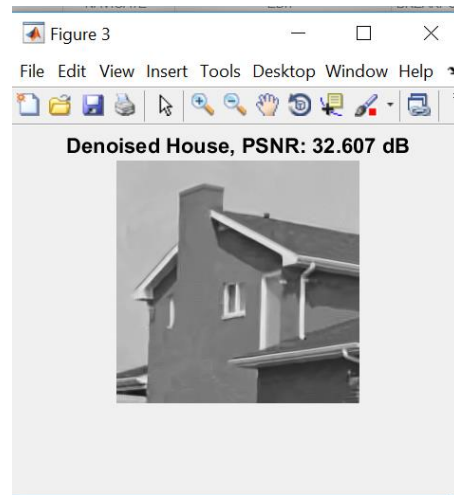 Figure 3
File Edit View Insert Tools Desktop Window Help
Denoised House, PSNR: 32.607 dB